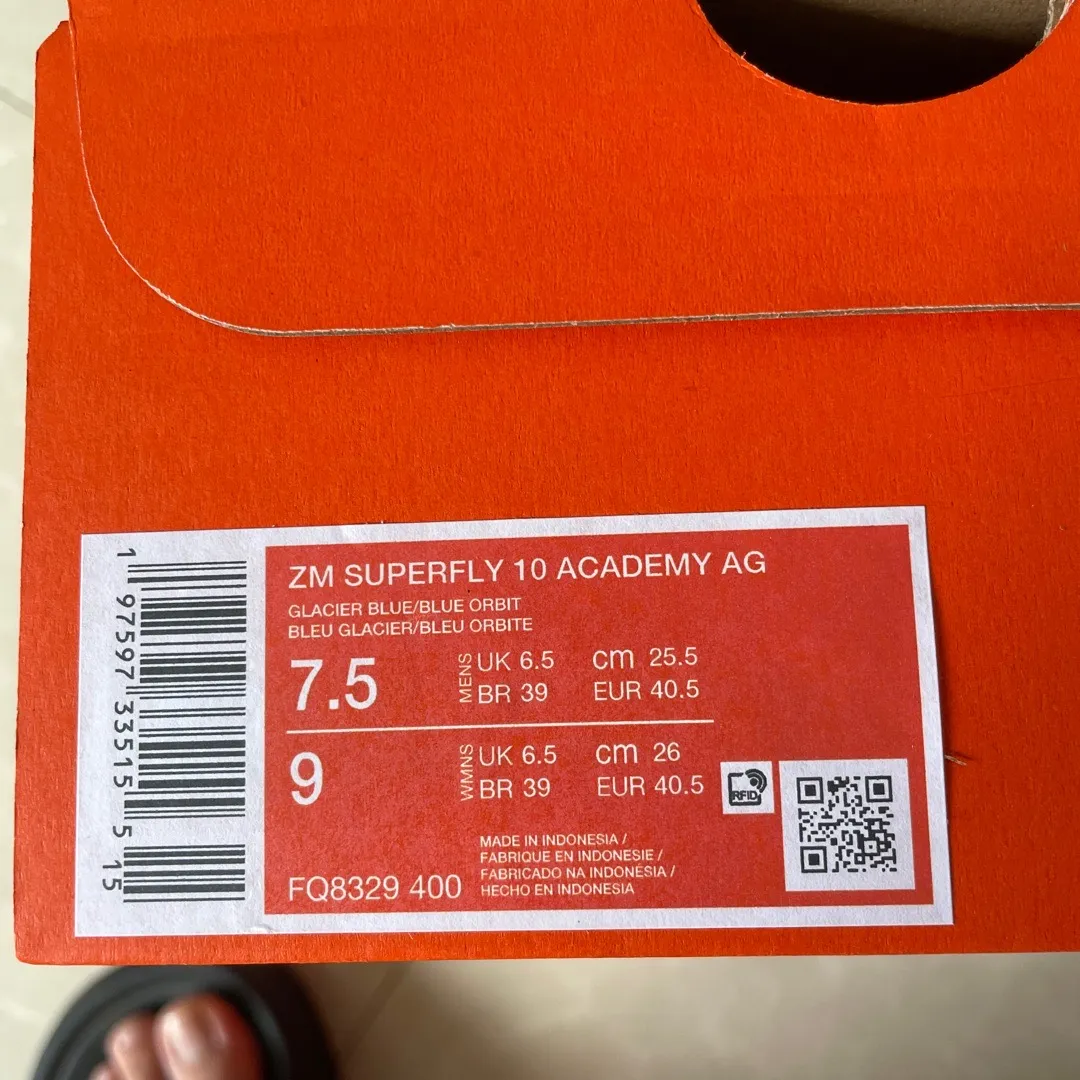 ZM SUPERFLY 10 ACADEMY AG
GLACIER BLUE/BLUE ORBIT
BLEU GLACIER/BLEU ORBITE
7.5 MENS UK 6.5 cm 25.5
BR 39 EUR 40.5
9 WMNS UK 6.5 cm 26
BR 39 EUR 40.5
RFID
MADE IN INDONESIA /
FABRIQUE EN INDONESIE /
FABRICADO NA INDONÉSIA /
HECHO EN INDONESIA
FQ8329 400
1 97597 33515 5 15